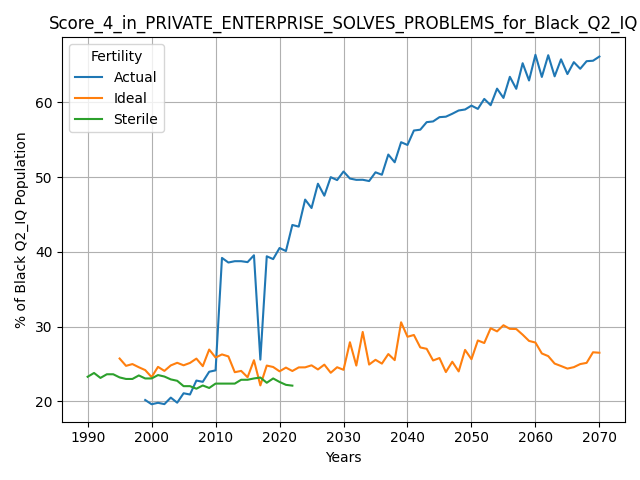 Score_4_in_PRIVATE_ENTERPRISE_SOLVES_PROBLEMS_for_Black_Q2_IQ
Fertility
Actual
Ideal
Sterile
% of Black Q2_IQ Population
60
50
40
30
20
1990 2000 2010 2020 2030 2040 2050 2060 2070
Years